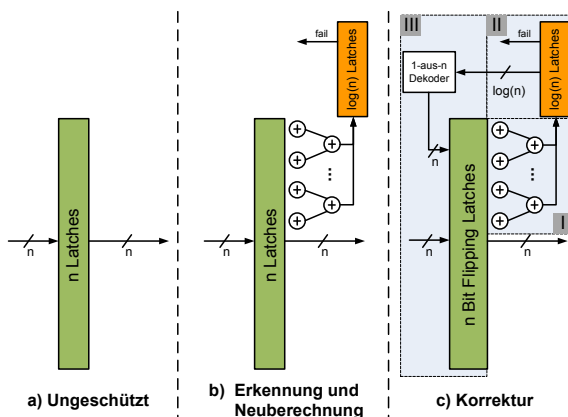 n Latches
n
n
a) Ungeschützt
fail
log(n) Latches
+
+
+
...
+
+
+
n Latches
n
n
b) Erkennung und
Neuberechnung
III
II
fail
1-aus-n
Dekoder
log(n)
log(n) Latches
n
+
+
+
...
+
+
+
I
n Bit Flipping Latches
n
n
c) Korrektur